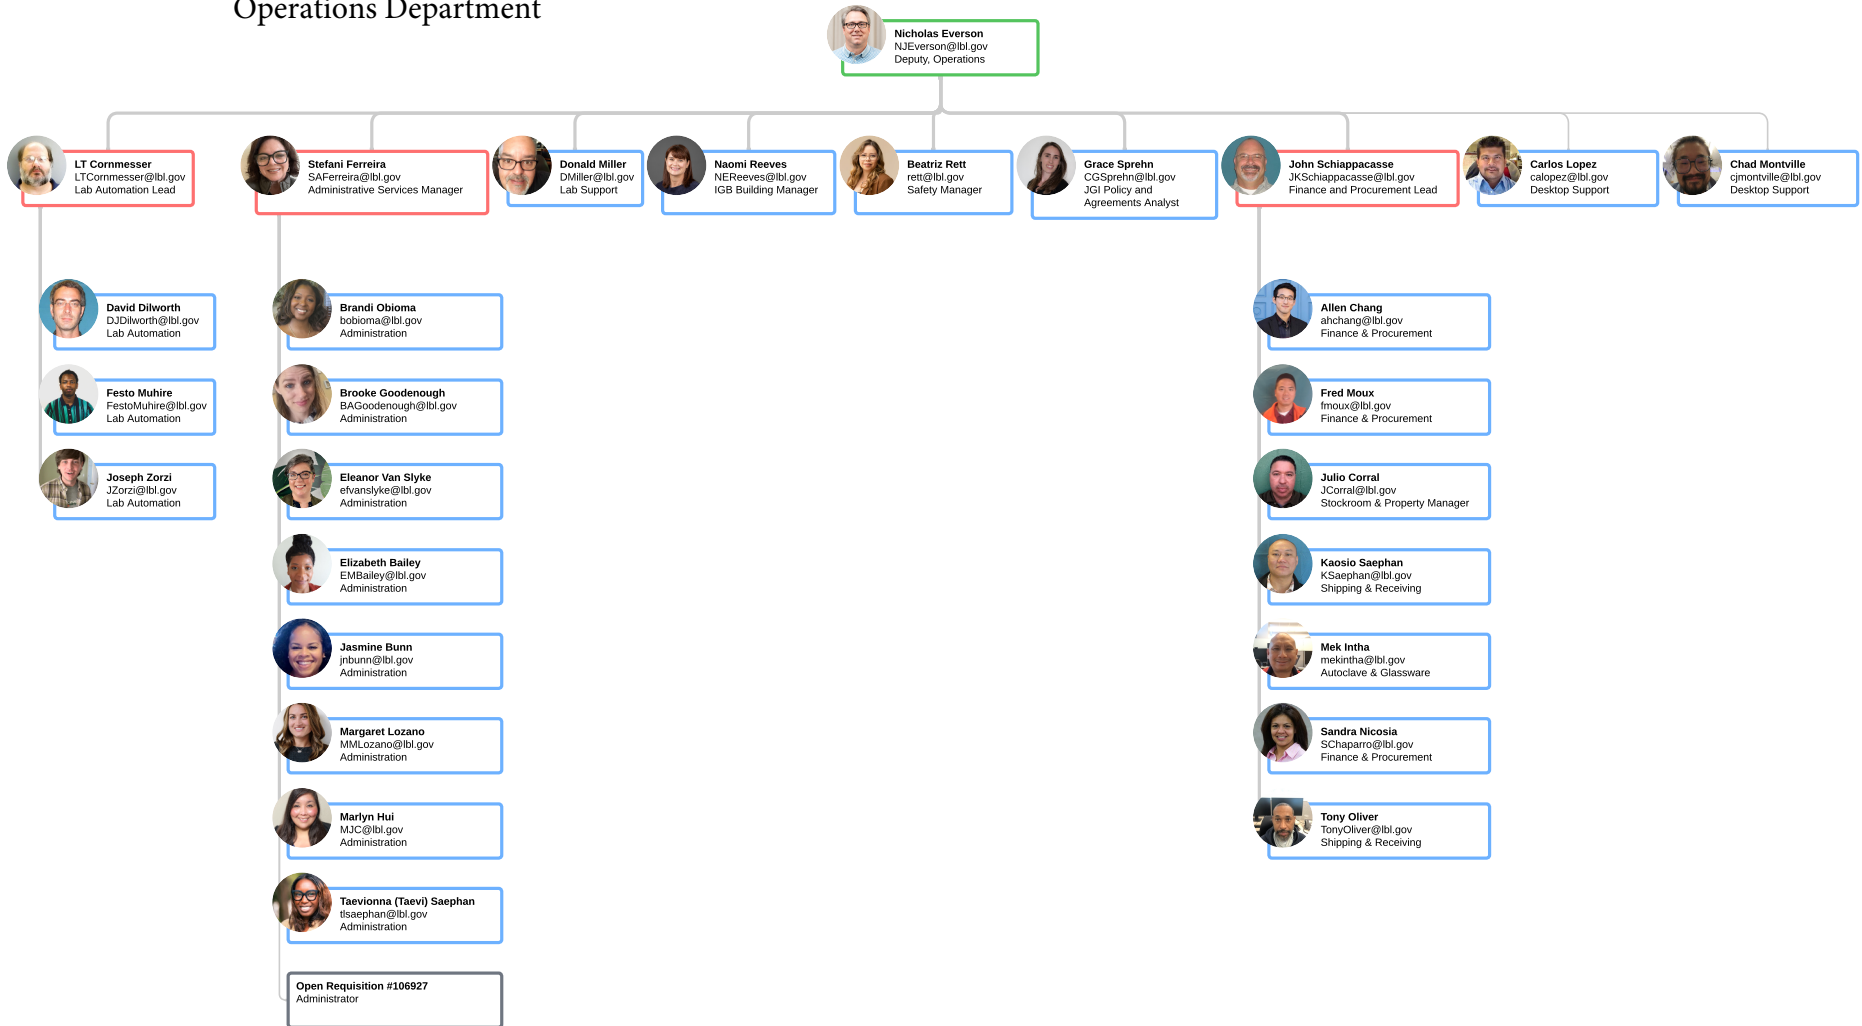 Operations Department
Nicholas Everson
NJEverson@lbl.gov
Deputy, Operations
LT Cornmesser
LTCornmesser@lbl.gov
Lab Automation Lead
Stefani Ferreira
SAFerreira@lbl.gov
Administrative Services Manager
Donald Miller
DMiller@lbl.gov
Lab Support
Naomi Reeves
NEReeves@lbl.gov
IGB Building Manager
Beatriz Rett
rett@lbl.gov
Safety Manager
Grace Sprehn
CGSprehn@lbl.gov
JGI Policy and
Agreements Analyst
John Schiappacasse
JKSchiappacasse@lbl.gov
Finance and Procurement Lead
Carlos Lopez
calopez@lbl.gov
Desktop Support
Chad Montville
cjmontville@lbl.gov
Desktop Support
David Dilworth
DJDilworth@lbl.gov
Lab Automation
Festo Muhire
FestoMuhire@lbl.gov
Lab Automation
Joseph Zorzi
JZorzi@lbl.gov
Lab Automation
Brandi Obioma
bobioma@lbl.gov
Administration
Brooke Goodenough
BAGoodenough@lbl.gov
Administration
Eleanor Van Slyke
efvanslyke@lbl.gov
Administration
Elizabeth Bailey
EMBailey@lbl.gov
Administration
Jasmine Bunn
jnbunn@lbl.gov
Administration
Margaret Lozano
MMLozano@lbl.gov
Administration
Marlyn Hui
MJC@lbl.gov
Administration
Taevionna (Taevi) Saephan
tlsaephan@lbl.gov
Administration
Open Requisition #106927
Administrator
Allen Chang
ahchang@lbl.gov
Finance & Procurement
Fred Moux
fmoux@lbl.gov
Finance & Procurement
Julio Corral
JCorral@lbl.gov
Stockroom & Property Manager
Kaosio Saephan
KSaephan@lbl.gov
Shipping & Receiving
Mek Intha
mekintha@lbl.gov
Autoclave & Glassware
Sandra Nicosia
SChaparro@lbl.gov
Finance & Procurement
Tony Oliver
TonyOliver@lbl.gov
Shipping & Receiving